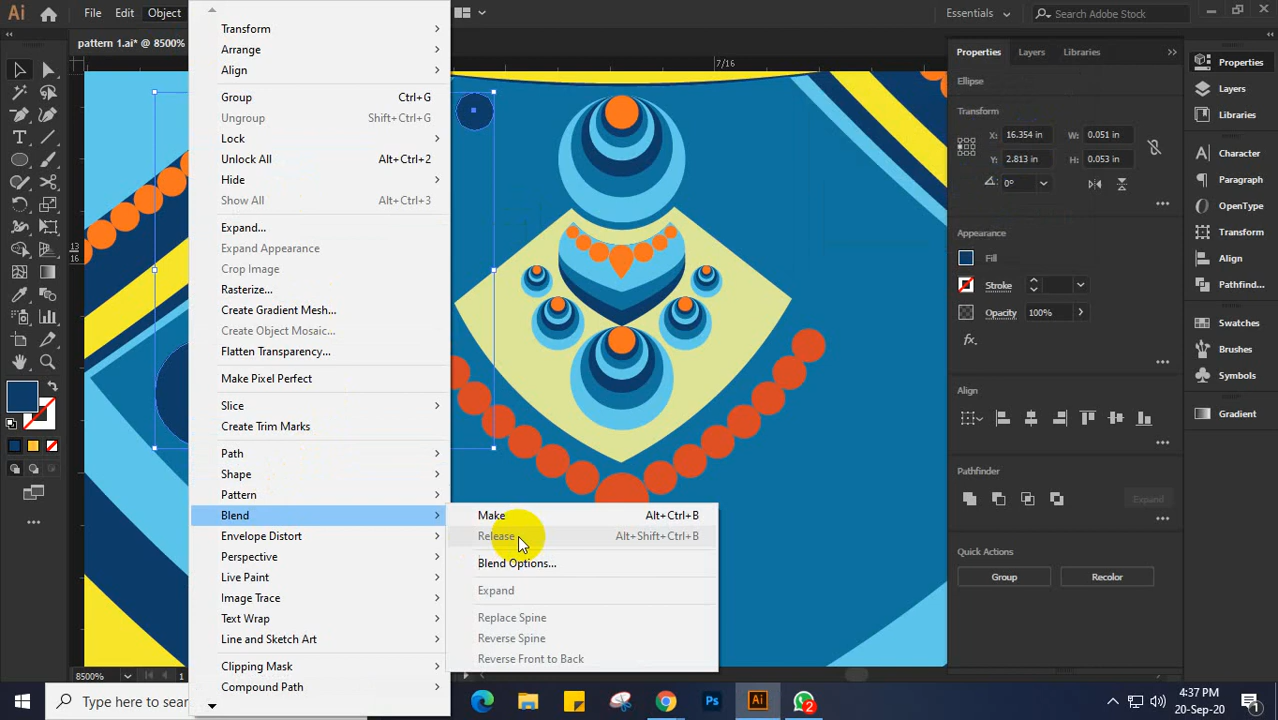 Ai
File
Edit
Object
Essentials
Search Adobe Stock
pattern 1.ai* @ 8500%
7/16
13
16
Transform
Arrange
Align
Group Ctrl+G
Ungroup Shift+Ctrl+G
Lock
Unlock All Alt+Ctrl+2
Hide
Show All Alt+Ctrl+3
Expand...
Expand Appearance
Crop Image
Rasterize...
Create Gradient Mesh...
Create Object Mosaic...
Flatten Transparency...
Make Pixel Perfect
Slice
Create Trim Marks
Path
Shape
Pattern
Blend
Envelope Distort
Perspective
Live Paint
Image Trace
Text Wrap
Line and Sketch Art
Clipping Mask
Compound Path
Make Alt+Ctrl+B
Release Alt+Shift+Ctrl+B
Blend Options...
Expand
Replace Spine
Reverse Spine
Reverse Front to Back
Properties Layers Libraries
Ellipse
Transform
X: 16.354 in W: 0.051 in
Y: 2.813 in H: 0.053 in
0°
Appearance
Fill
Stroke
Opacity 100%
fx.
Align
Pathfinder
Expand
Quick Actions
Group Recolor
Properties
Layers
Libraries
Character
Paragraph
OpenType
Transform
Align
Pathfind...
Swatches
Brushes
Symbols
Gradient
8500% 1
Type here to sear
Ps
Ai
2
4:37 PM
20-Sep-20